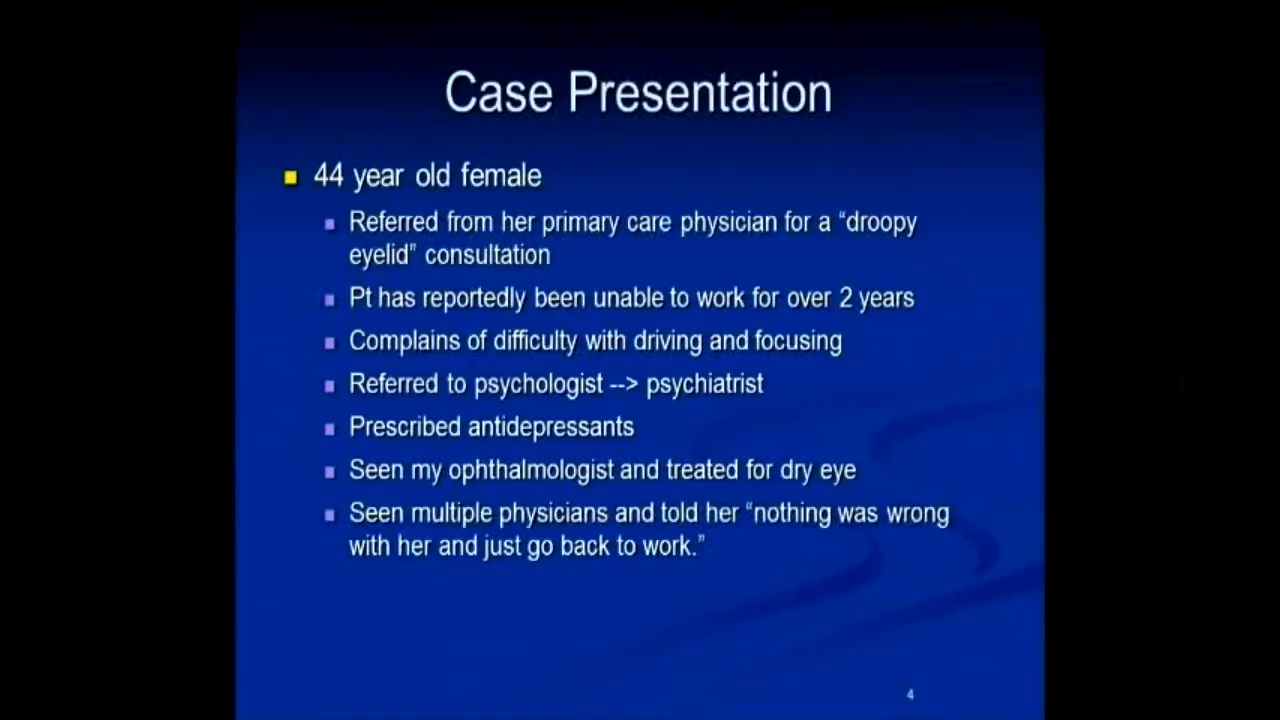 Case Presentation
44 year old female
Referred from her primary care physician for a “droopy
eyelid” consultation
Pt has reportedly been unable to work for over 2 years
Complains of difficulty with driving and focusing
Referred to psychologist --> psychiatrist
Prescribed antidepressants
Seen my ophthalmologist and treated for dry eye
Seen multiple physicians and told her “nothing was wrong
with her and just go back to work.”
4